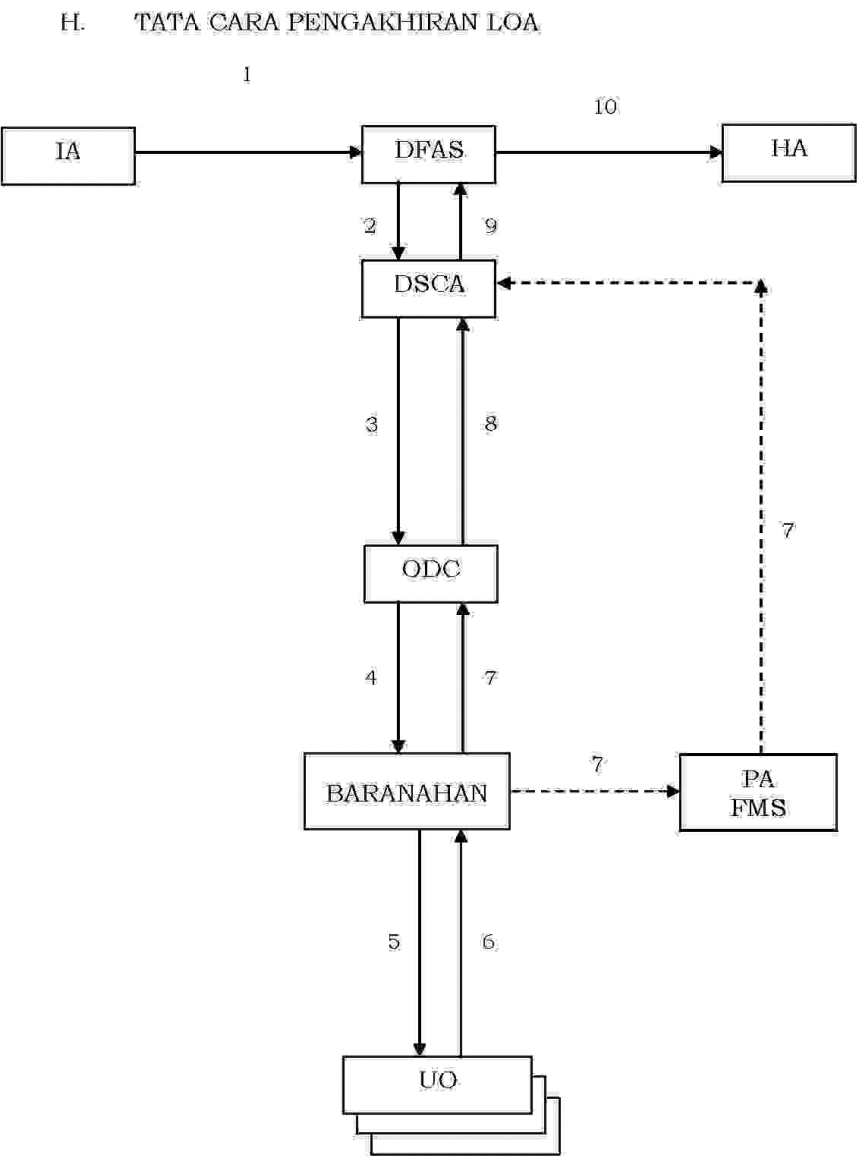 H. TATA CARA PENGAKHIRAN LOA
1
10
IA
DFAS
HA
2
9
DSCA
3
8
7
ODC
4
7
7
BARANAHAN
PA
FMS
5
6
UO